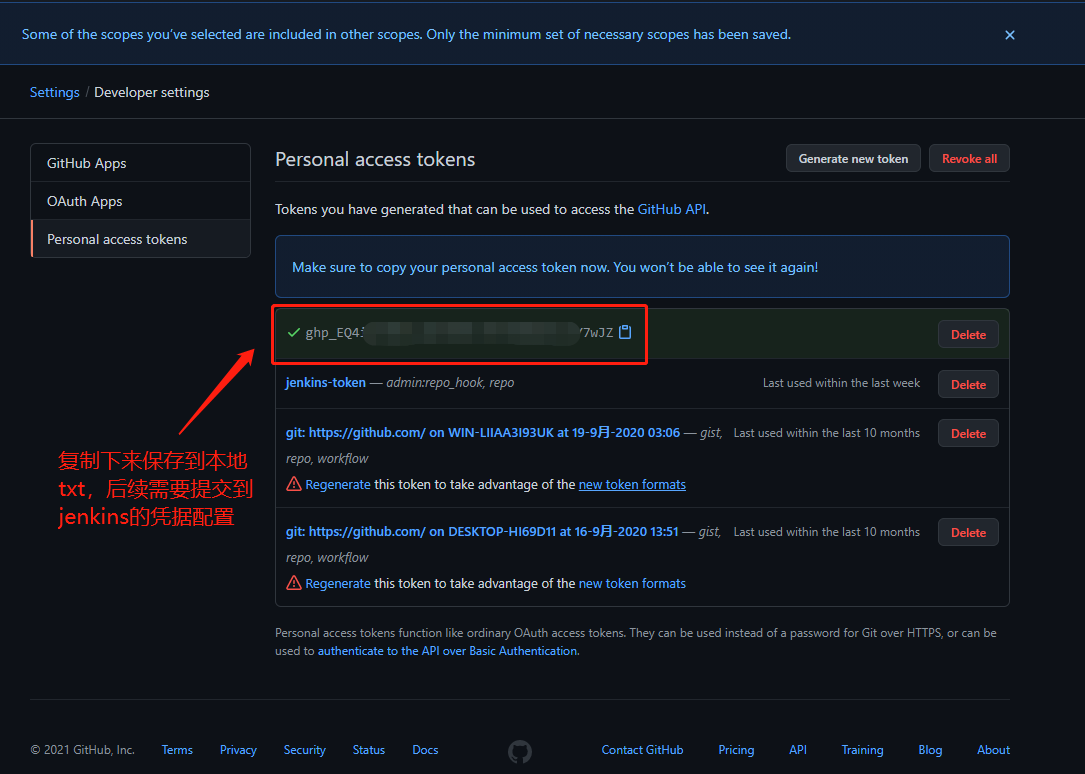 Some of the scopes you've selected are included in other scopes. Only the minimum set of necessary scopes has been saved.
Settings / Developer settings
GitHub Apps
OAuth Apps
Personal access tokens
Personal access tokens
Generate new token
Revoke all
Tokens you have generated that can be used to access the GitHub API.
Make sure to copy your personal access token now. You won't be able to see it again!
Delete
jenkins-token — admin:repo_hook, repo
Last used within the last week
Delete
git: https://github.com/ on WIN-LIIAA3I93UK at 19-9月-2020 03:06 — gist,
repo, workflow
Last used within the last 10 months
Delete
Regenerate this token to take advantage of the new token formats
git: https://github.com/ on DESKTOP-HI69D11 at 16-9月-2020 13:51 — gist,
repo, workflow
Last used within the last 10 months
Delete
Regenerate this token to take advantage of the new token formats
Personal access tokens function like ordinary OAuth access tokens. They can be used instead of a password for Git over HTTPS, or can be
used to authenticate to the API over Basic Authentication.
复制下来保存到本地
txt，后续需要提交到
jenkins的凭据配置
© 2021 GitHub, Inc.
Terms
Privacy
Security
Status
Docs
Contact GitHub
Pricing
API
Training
Blog
About